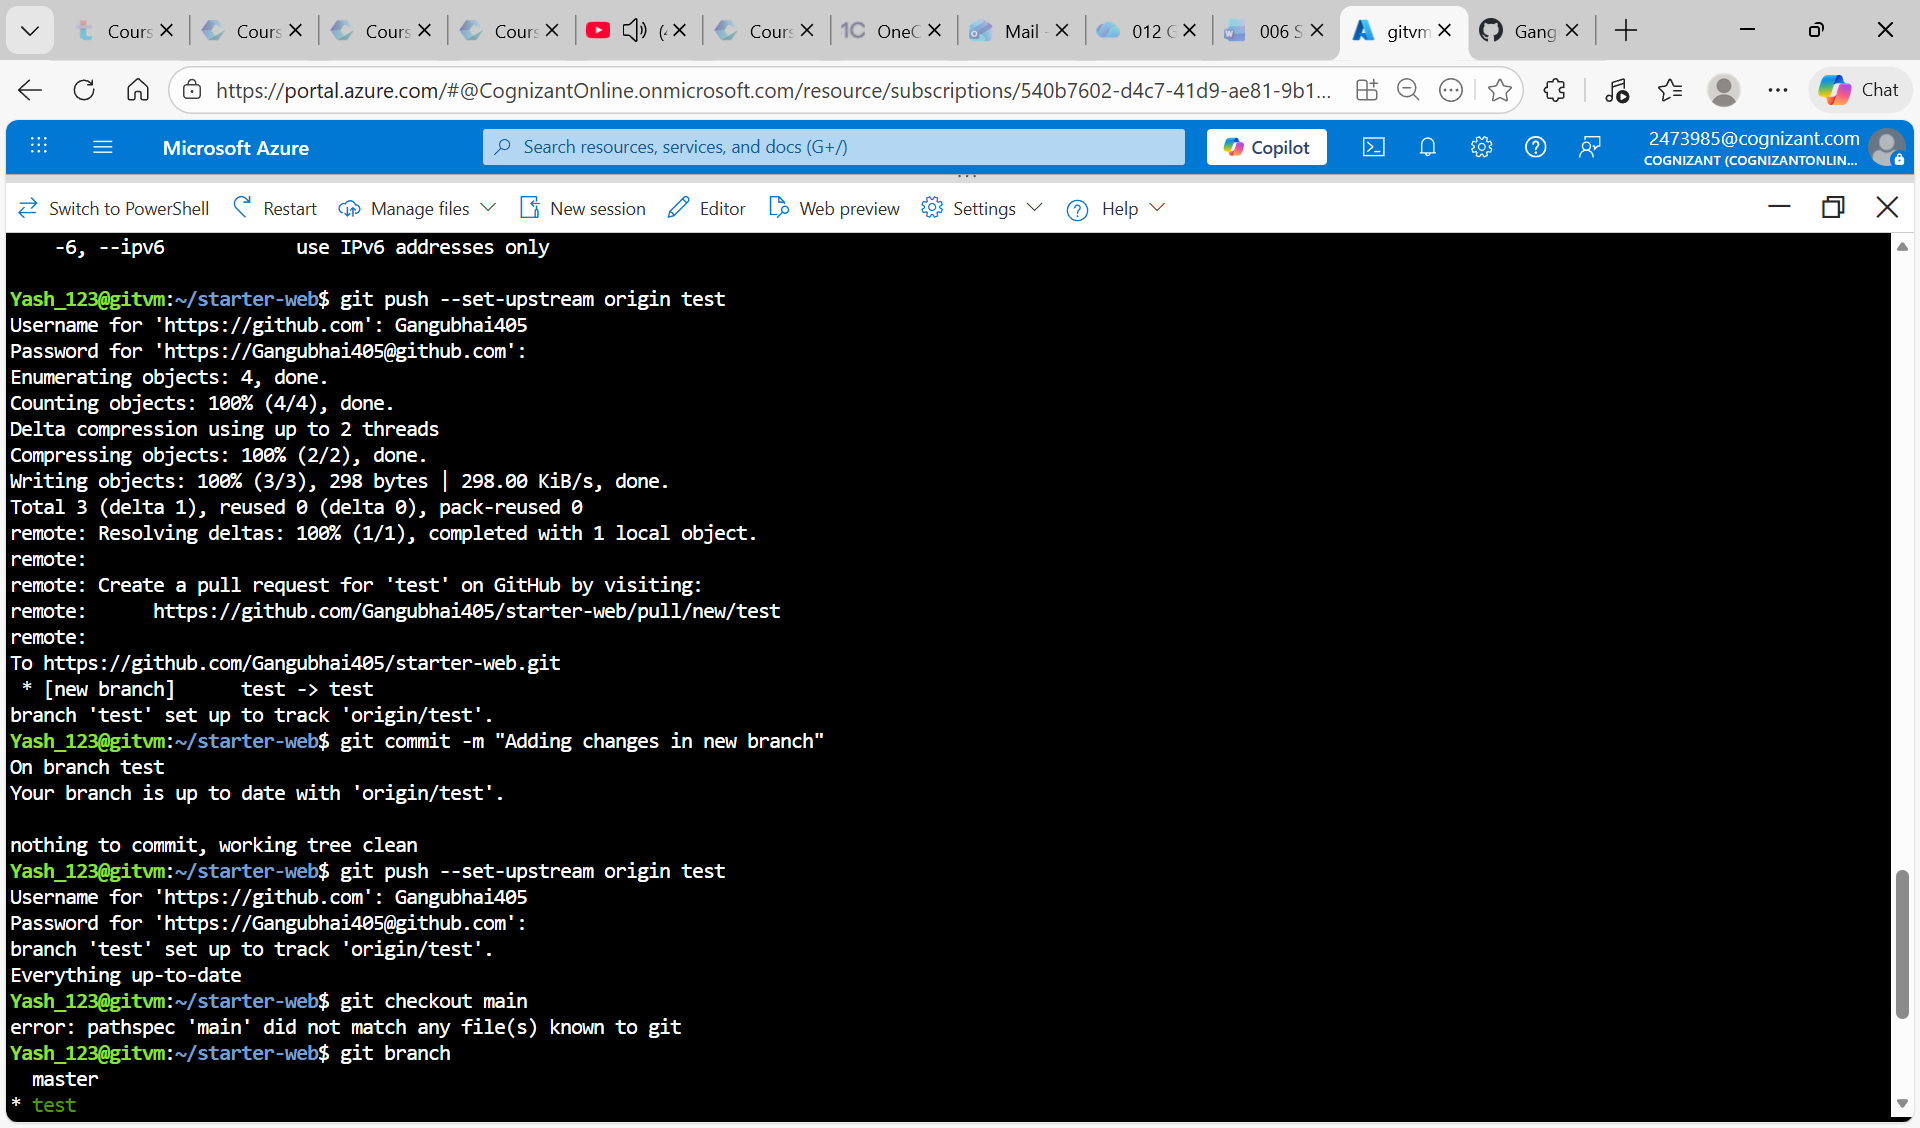 Cours
Cours
Cours
Cours
(4
Cours
1C OneC
Mail -
012 G
006 S
gitvm
Gang
https://portal.azure.com/#@CognizantOnline.onmicrosoft.com/resource/subscriptions/540b7602-d4c7-41d9-ae81-9b1...
Chat
Microsoft Azure
Search resources, services, and docs (G+/)
Copilot
2473985@cognizant.com
COGNIZANT (COGNIZANTONLIN...
Switch to PowerShell
Restart
Manage files
New session
Editor
Web preview
Settings
Help
-6, --ipv6            use IPv6 addresses only
Yash_123@gitvm:~/starter-web$ git push --set-upstream origin test
Username for 'https://github.com': Gangubhai405
Password for 'https://Gangubhai405@github.com':
Enumerating objects: 4, done.
Counting objects: 100% (4/4), done.
Delta compression using up to 2 threads
Compressing objects: 100% (2/2), done.
Writing objects: 100% (3/3), 298 bytes | 298.00 KiB/s, done.
Total 3 (delta 1), reused 0 (delta 0), pack-reused 0
remote: Resolving deltas: 100% (1/1), completed with 1 local object.
remote:
remote: Create a pull request for 'test' on GitHub by visiting:
remote:      https://github.com/Gangubhai405/starter-web/pull/new/test
remote:
To https://github.com/Gangubhai405/starter-web.git
 * [new branch]      test -> test
branch 'test' set up to track 'origin/test'.
Yash_123@gitvm:~/starter-web$ git commit -m "Adding changes in new branch"
On branch test
Your branch is up to date with 'origin/test'.
nothing to commit, working tree clean
Yash_123@gitvm:~/starter-web$ git push --set-upstream origin test
Username for 'https://github.com': Gangubhai405
Password for 'https://Gangubhai405@github.com':
branch 'test' set up to track 'origin/test'.
Everything up-to-date
Yash_123@gitvm:~/starter-web$ git checkout main
error: pathspec 'main' did not match any file(s) known to git
Yash_123@gitvm:~/starter-web$ git branch
  master
* test